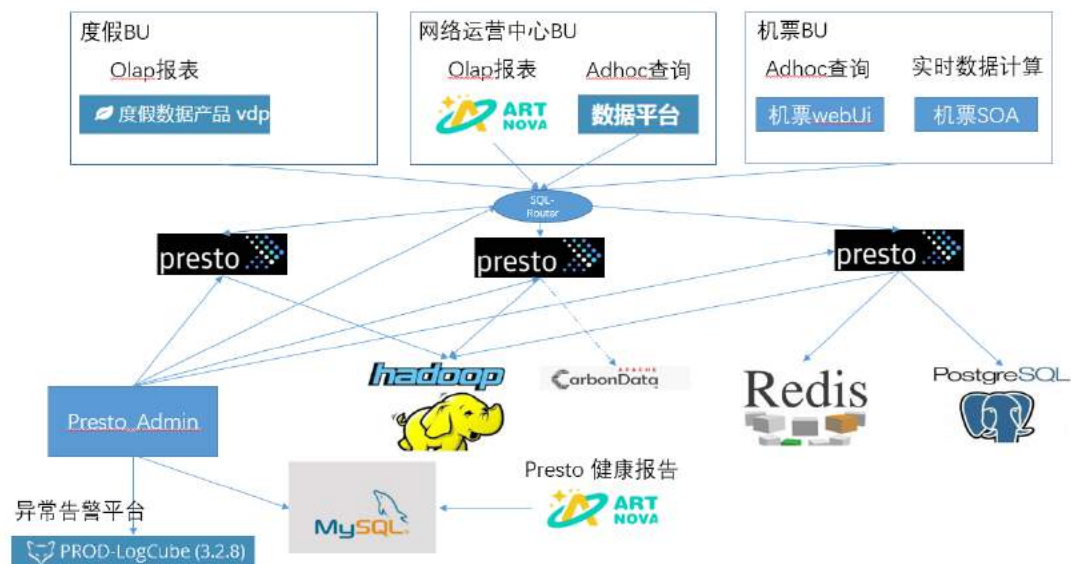 度假BU
Olap报表
度假数据产品 vdp
网络运营中心BU
Olap报表
Adhoc查询
ART NOVA
数据平台
机票BU
Adhoc查询
实时数据计算
机票webUi
机票SOA
SQL-
Router
presto
presto
presto
hadoop
APACHE
CarbonData
Redis
PostgreSQL
Presto_Admin
异常告警平台
PROD-LogCube (3.2.8)
MySQL
Presto 健康报告
ART NOVA